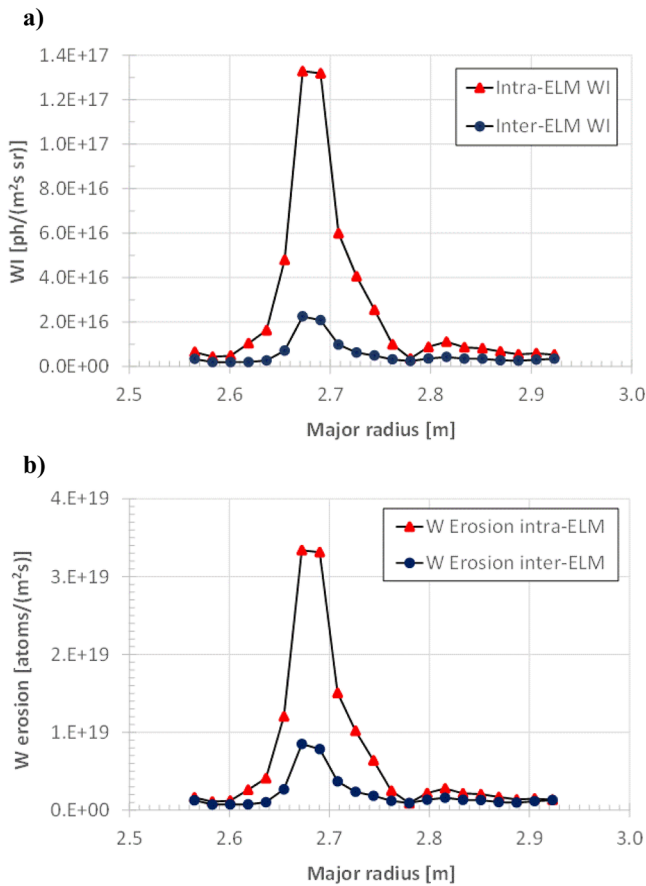 a)
1.4E+17
1.2E+17
1.0E+17
8.0E+16
6.0E+16
4.0E+16
2.0E+16
0.0E+00
WI [ph/(m²s sr)]
Intra-ELM WI
Inter-ELM WI
2.5 2.6 2.7 2.8 2.9 3.0
Major radius [m]
b)
4.E+19
3.E+19
2.E+19
1.E+19
0.E+00
W erosion [atoms/(m²s)]
W Erosion intra-ELM
W Erosion inter-ELM
2.5 2.6 2.7 2.8 2.9 3.0
Major radius [m]